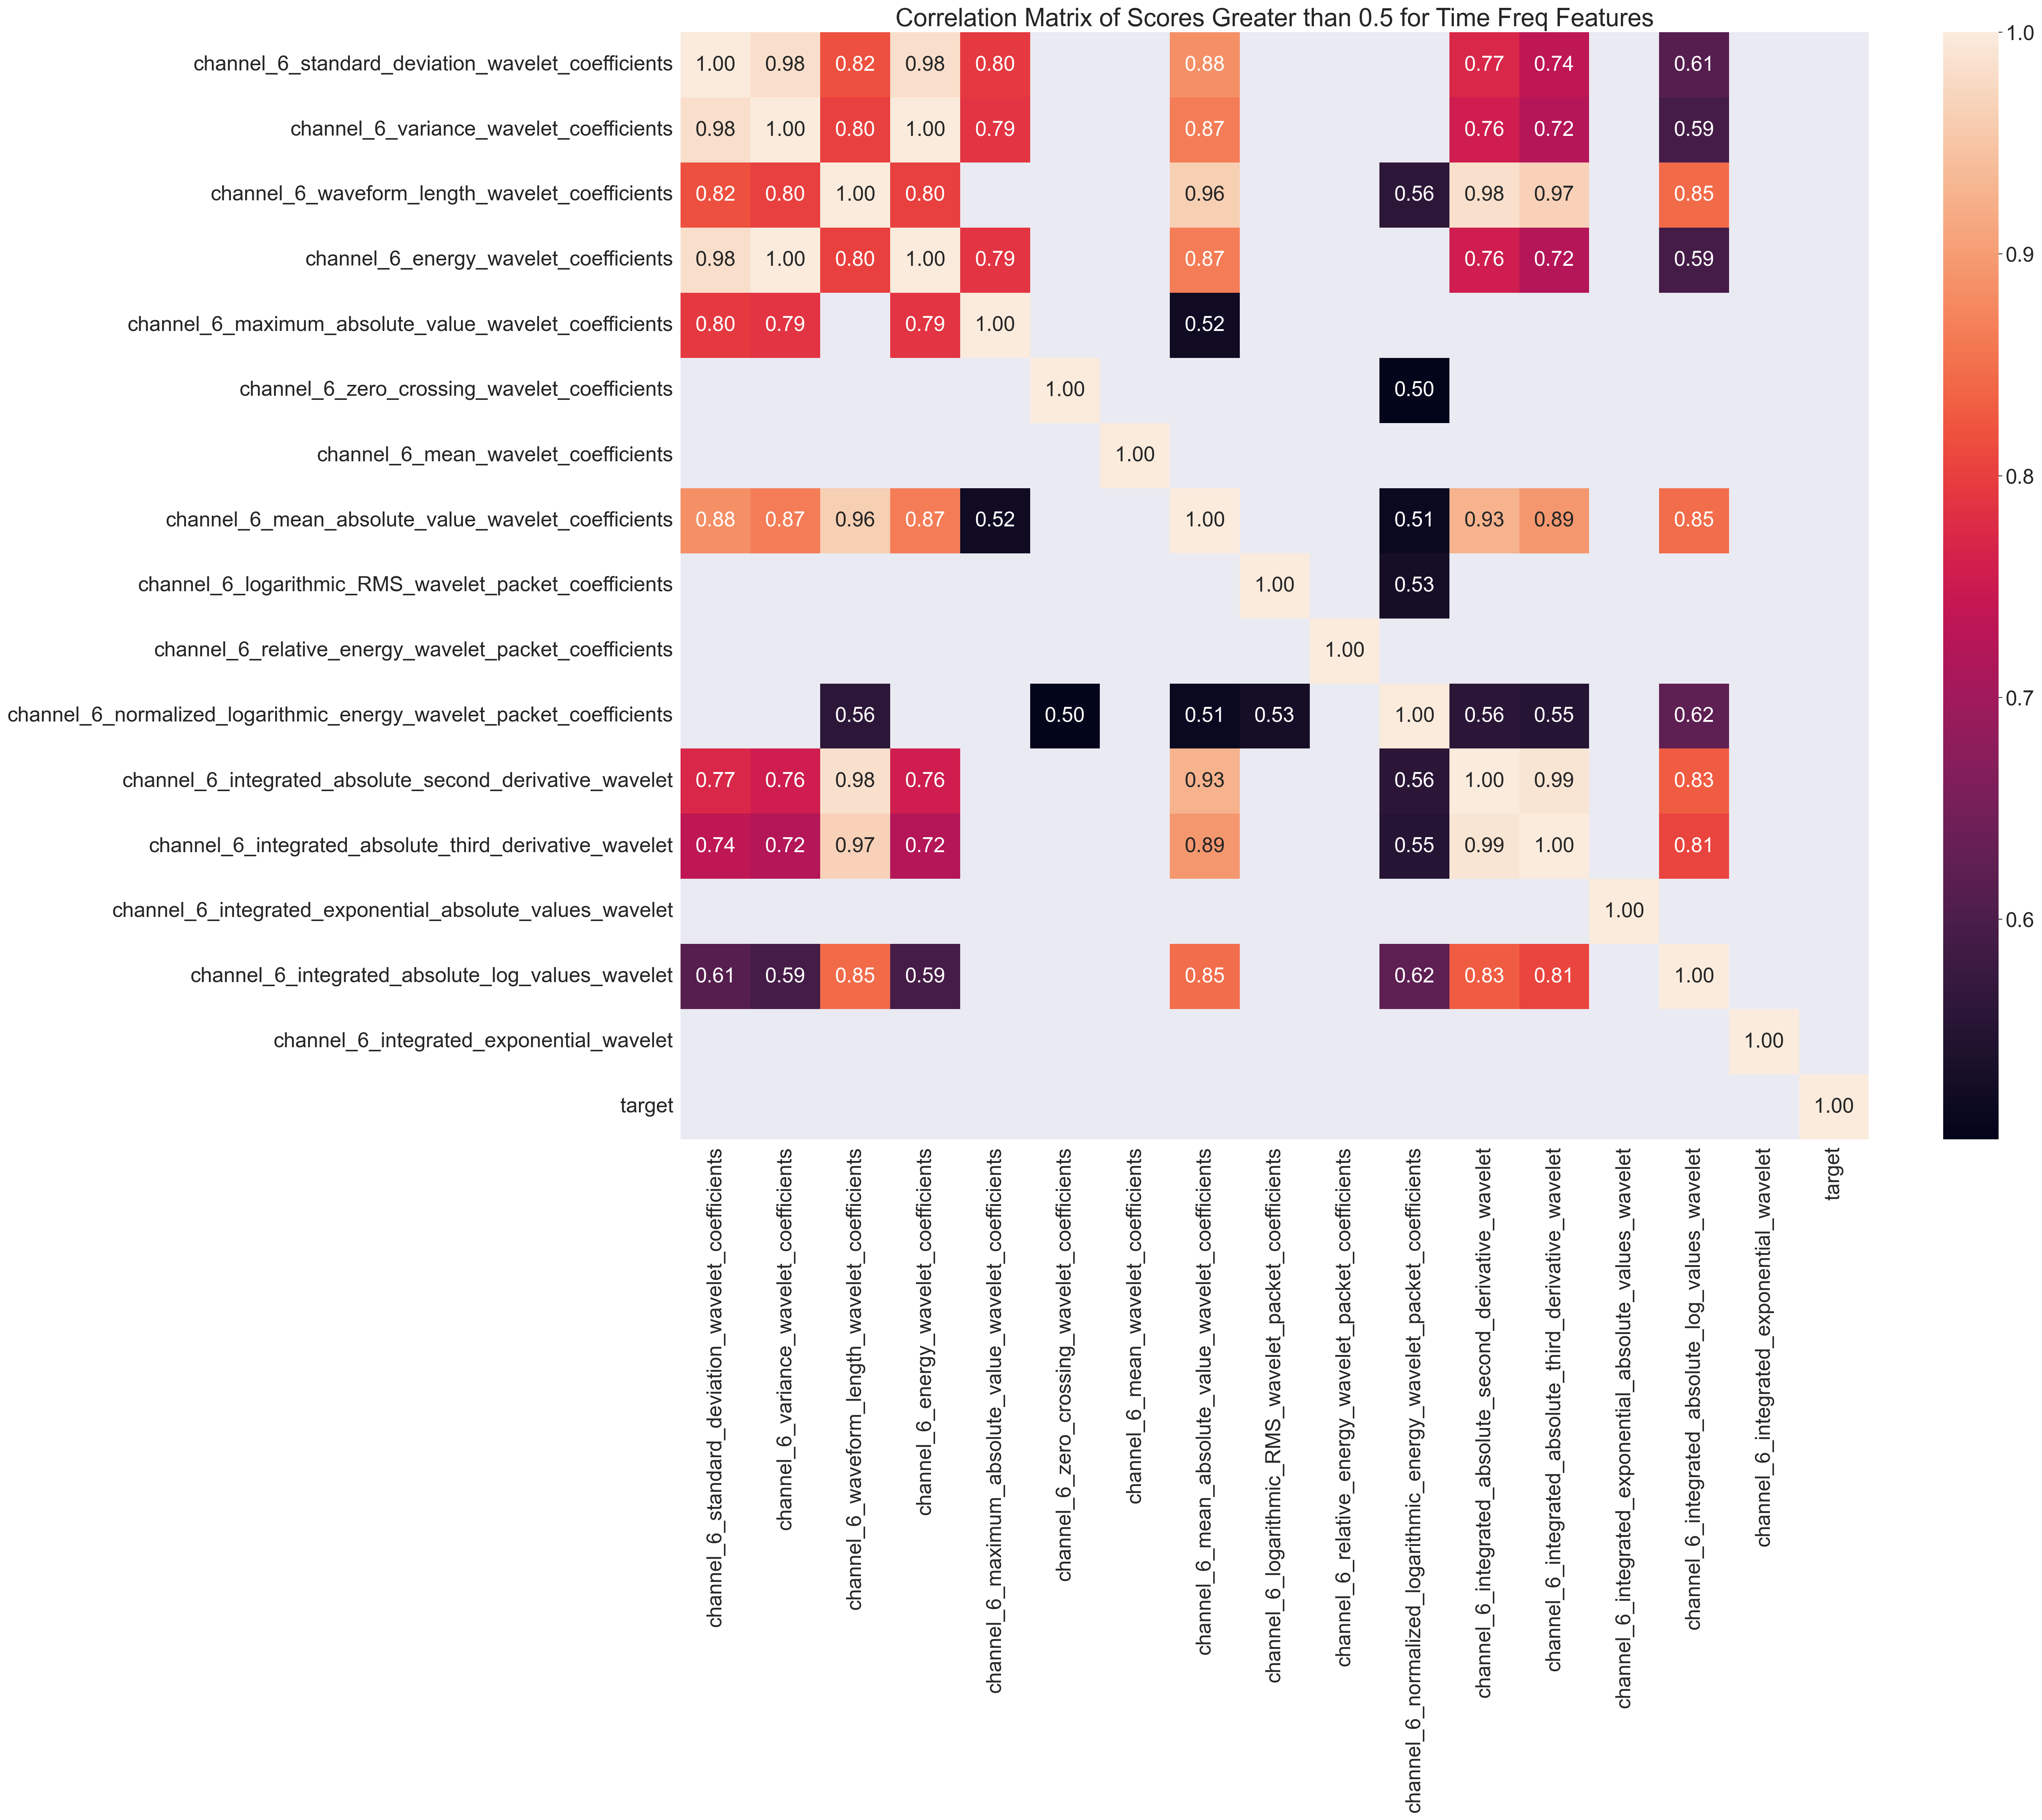 Correlation Matrix of Scores Greater than 0.5 for Time Freq Features
channel_6_standard_deviation_wavelet_coefficients 1.00 0.98 0.82 0.98 0.80 0.88 0.77 0.74 0.61
channel_6_variance_wavelet_coefficients 0.98 1.00 0.80 1.00 0.79 0.87 0.76 0.72 0.59
channel_6_waveform_length_wavelet_coefficients 0.82 0.80 1.00 0.80 0.96 0.56 0.98 0.97 0.85
channel_6_energy_wavelet_coefficients 0.98 1.00 0.80 1.00 0.79 0.87 0.76 0.72 0.59
channel_6_maximum_absolute_value_wavelet_coefficients 0.80 0.79 0.79 1.00 0.52
channel_6_zero_crossing_wavelet_coefficients 1.00 0.50
channel_6_mean_wavelet_coefficients 1.00
channel_6_mean_absolute_value_wavelet_coefficients 0.88 0.87 0.96 0.87 0.52 1.00 0.51 0.93 0.89 0.85
channel_6_logarithmic_RMS_wavelet_packet_coefficients 1.00 0.53
channel_6_relative_energy_wavelet_packet_coefficients 1.00
channel_6_normalized_logarithmic_energy_wavelet_packet_coefficients 0.56 0.50 0.51 0.53 1.00 0.56 0.55 0.62
channel_6_integrated_absolute_second_derivative_wavelet 0.77 0.76 0.98 0.76 0.93 0.56 1.00 0.99 0.83
channel_6_integrated_absolute_third_derivative_wavelet 0.74 0.72 0.97 0.72 0.89 0.55 0.99 1.00 0.81
channel_6_integrated_exponential_absolute_values_wavelet 1.00
channel_6_integrated_absolute_log_values_wavelet 0.61 0.59 0.85 0.59 0.85 0.62 0.83 0.81 1.00
channel_6_integrated_exponential_wavelet 1.00
target 1.00
channel_6_standard_deviation_wavelet_coefficients
channel_6_variance_wavelet_coefficients
channel_6_waveform_length_wavelet_coefficients
channel_6_energy_wavelet_coefficients
channel_6_maximum_absolute_value_wavelet_coefficients
channel_6_zero_crossing_wavelet_coefficients
channel_6_mean_wavelet_coefficients
channel_6_mean_absolute_value_wavelet_coefficients
channel_6_logarithmic_RMS_wavelet_packet_coefficients
channel_6_relative_energy_wavelet_packet_coefficients
channel_6_normalized_logarithmic_energy_wavelet_packet_coefficients
channel_6_integrated_absolute_second_derivative_wavelet
channel_6_integrated_absolute_third_derivative_wavelet
channel_6_integrated_exponential_absolute_values_wavelet
channel_6_integrated_absolute_log_values_wavelet
channel_6_integrated_exponential_wavelet
target
1.0
0.9
0.8
0.7
0.6